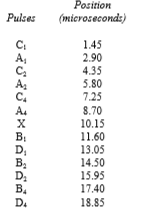 Position
Pulses (microseconds)
C₁ 1.45
A₁ 2.90
C₂ 4.35
A₂ 5.80
C₄ 7.25
A₄ 8.70
X 10.15
B₁ 11.60
D₁ 13.05
B₂ 14.50
D₂ 15.95
B₄ 17.40
D₄ 18.85